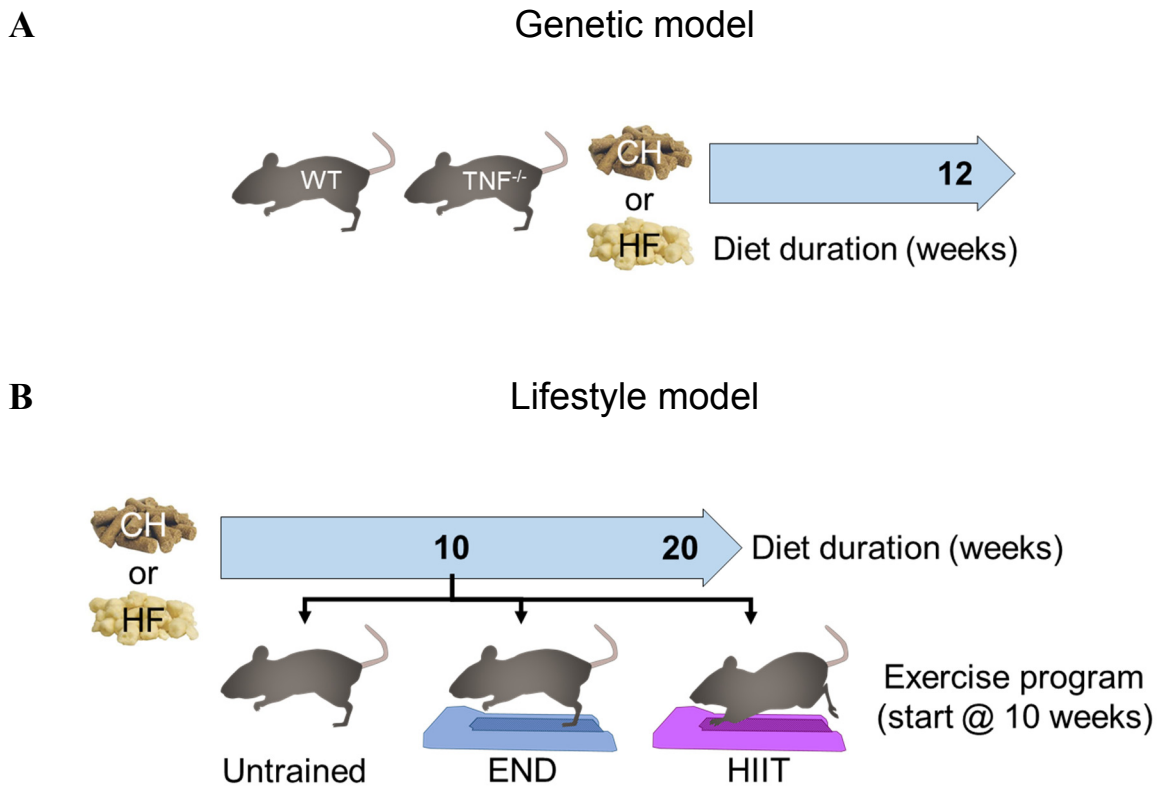 A
Genetic model
WT
TNF-/-
CH
or
HF
12
Diet duration (weeks)
B
Lifestyle model
CH
or
HF
10
20
Diet duration (weeks)
Untrained
END
HIIT
Exercise program
(start @ 10 weeks)